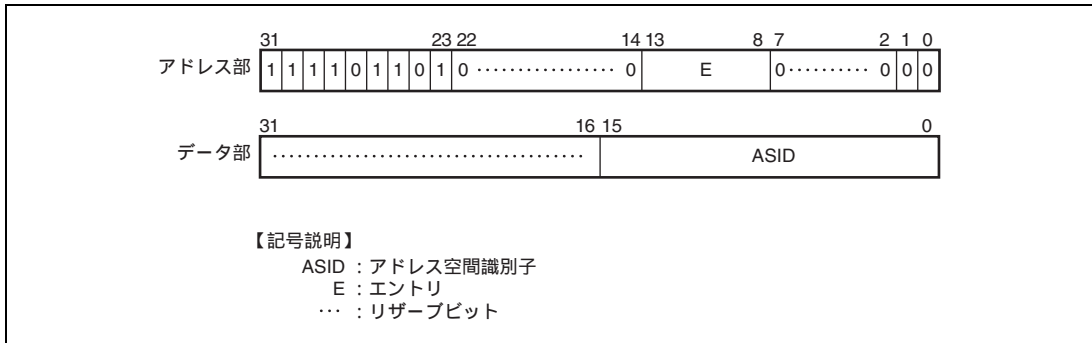 31 23 22 14 13 8 7 2 1 0
アドレス部 1 1 1 1 0 1 1 0 1 0 ················· 0 E 0·········· 0 0 0
31 16 15 0
データ部 ····································· ASID
【記号説明】
ASID : アドレス空間識別子
E : エントリ
··· : リザーブビット